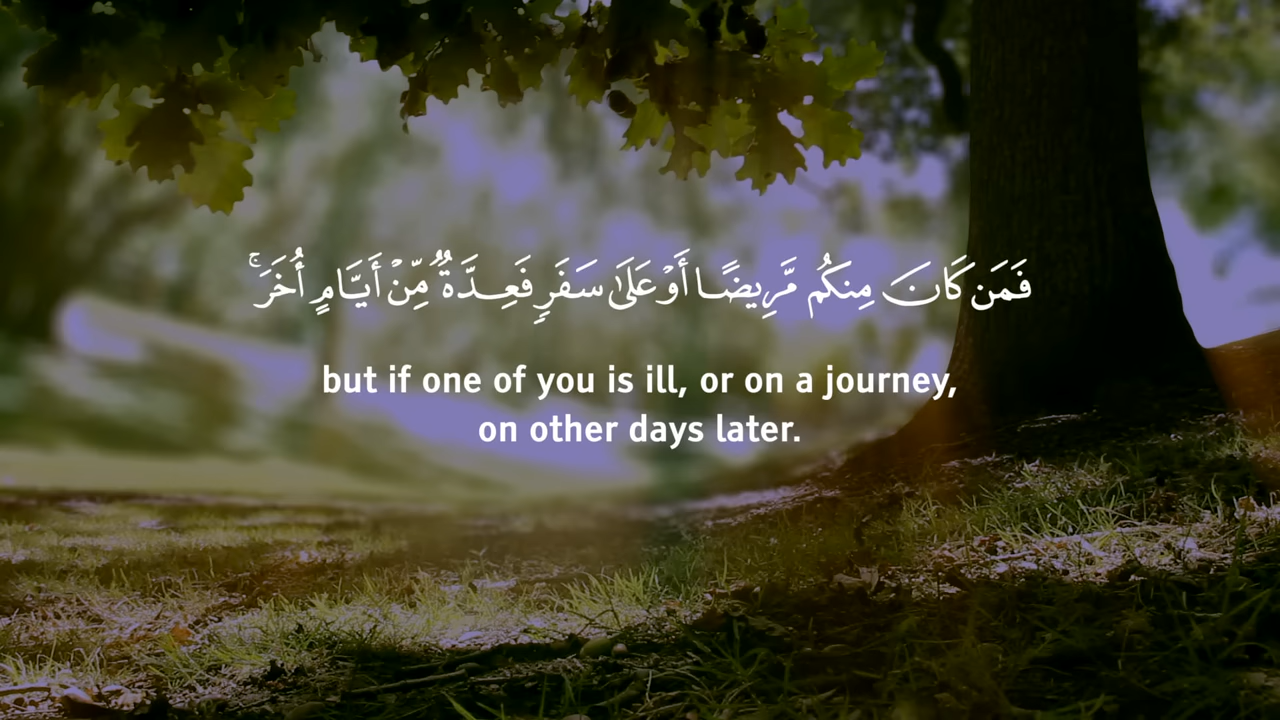 فَمَن كَانَ مِنكُم مَّرِيضًا أَوْ عَلَىٰ سَفَرٍ فَعِدَّةٌ مِّنْ أَيَّامٍ أُخَرَ ۚ
but if one of you is ill, or on a journey,
on other days later.